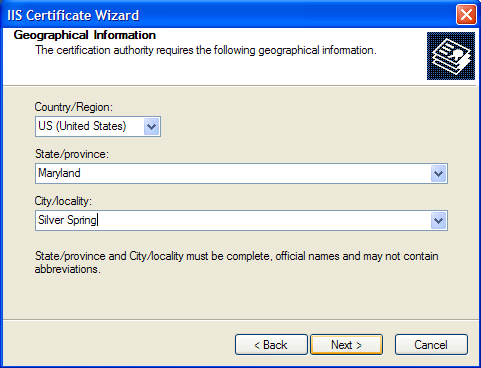 IIS Certificate Wizard
Geographical Information
The certification authority requires the following geographical information.
Country/Region:
US (United States)
State/province:
Maryland
City/locality:
Silver Spring
State/province and City/locality must be complete, official names and may not contain
abbreviations.
< Back
Next >
Cancel